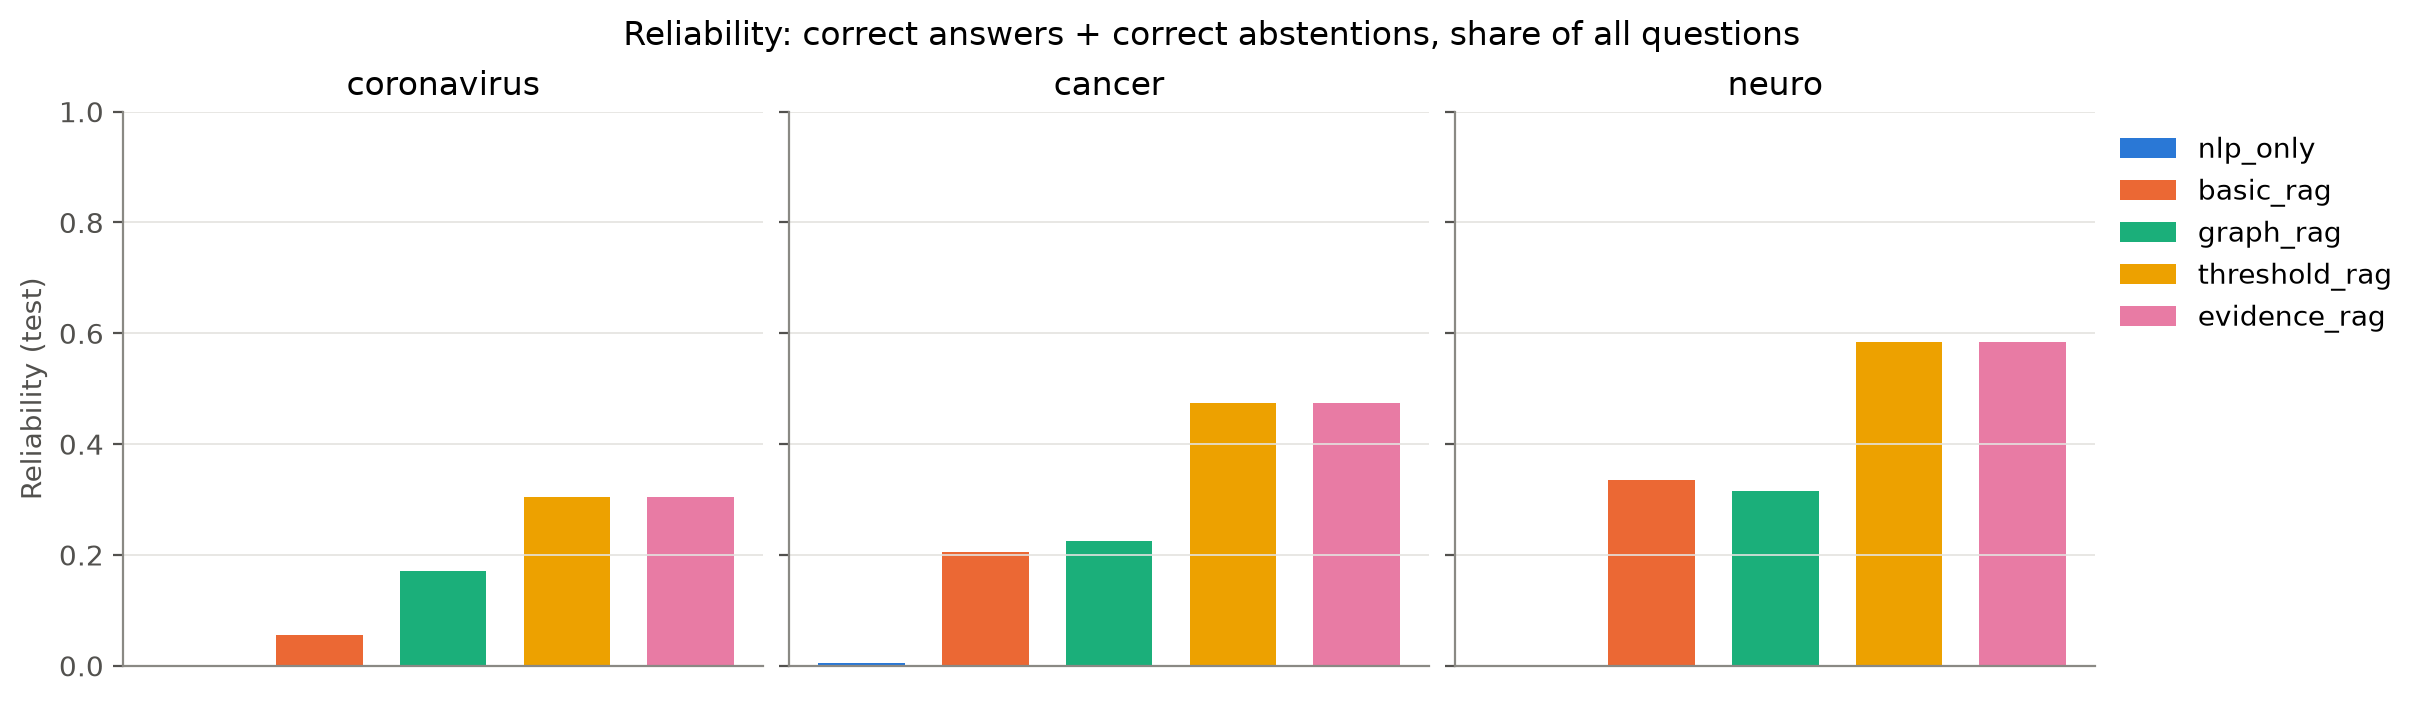 Reliability: correct answers + correct abstentions, share of all questions
coronavirus
cancer
neuro
Reliability (test)
1.0
0.8
0.6
0.4
0.2
0.0
nlp_only
basic_rag
graph_rag
threshold_rag
evidence_rag